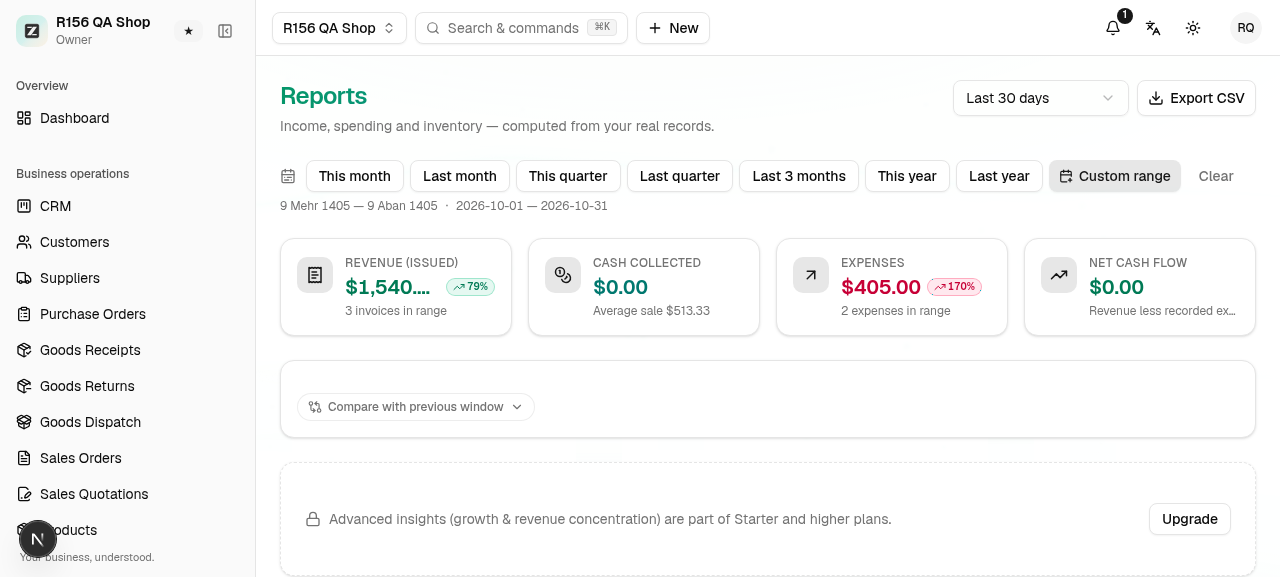 R156 QA Shop
Owner
Overview
Dashboard
Business operations
CRM
Customers
Suppliers
Purchase Orders
Goods Receipts
Goods Returns
Goods Dispatch
Sales Orders
Sales Quotations
oducts
Your business, understood.
R156 QA Shop
Search & commands ⌘K
New
1
RQ
Reports
Income, spending and inventory — computed from your real records.
Last 30 days
Export CSV
This month
Last month
This quarter
Last quarter
Last 3 months
This year
Last year
Custom range
Clear
9 Mehr 1405 — 9 Aban 1405 · 2026-10-01 — 2026-10-31
REVENUE (ISSUED)
$1,540.... 79%
3 invoices in range
CASH COLLECTED
$0.00
Average sale $513.33
EXPENSES
$405.00 170%
2 expenses in range
NET CASH FLOW
$0.00
Revenue less recorded ex...
Compare with previous window
Advanced insights (growth & revenue concentration) are part of Starter and higher plans.
Upgrade